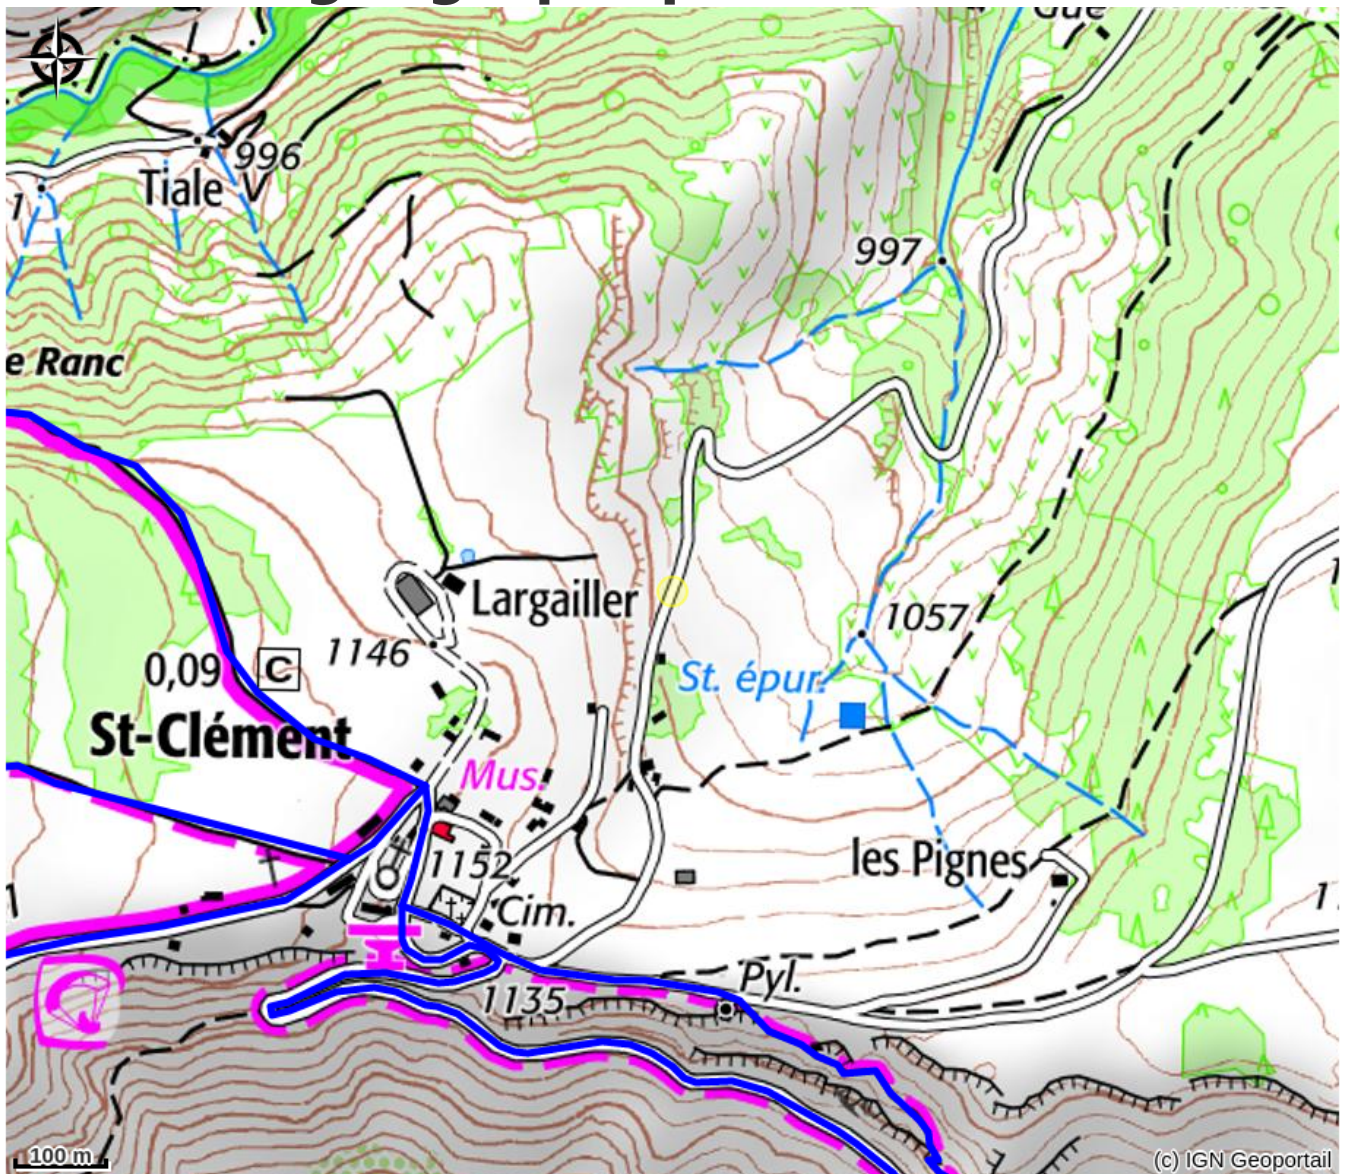 996
Tiale V
997
e Ranc
Largailler
1057
1146
0,09
C
St. épur.
St-Clément
Mus.
les Pignes
1152
Cim.
1
Pyl.
1135
100 m
(c) IGN Geoportail